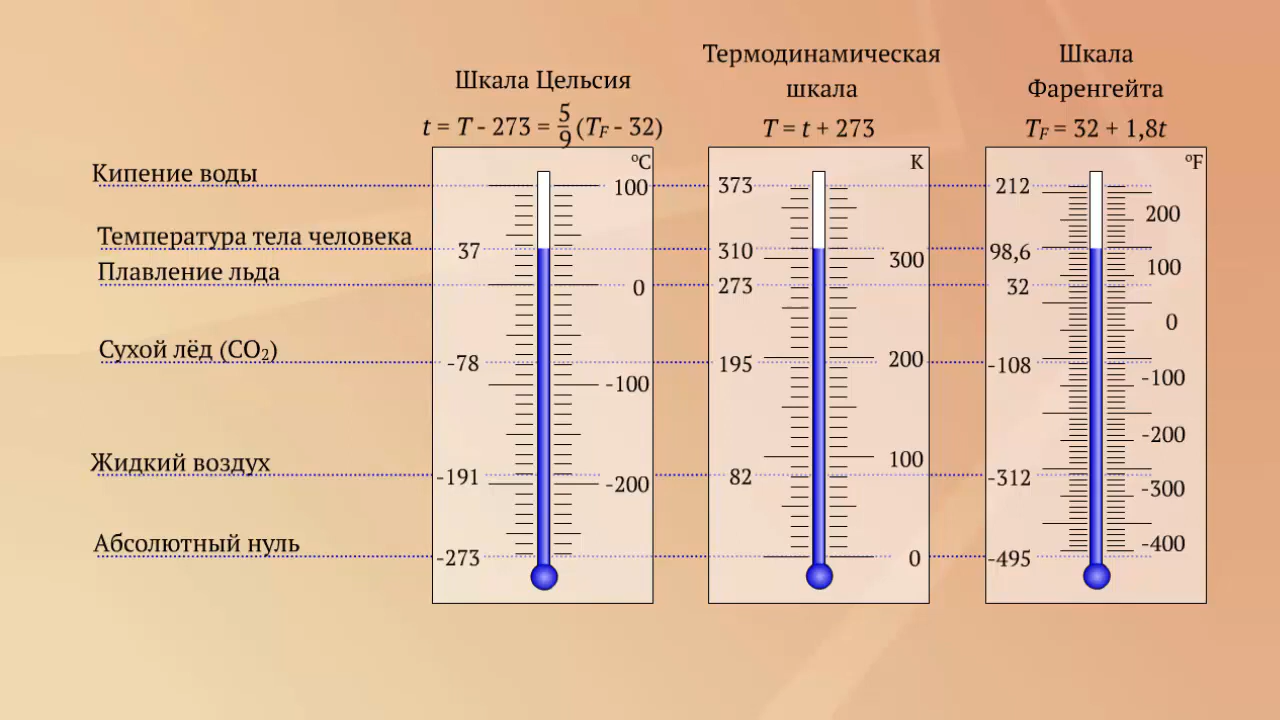 Шкала Цельсия
t = T - 273 = 5/9 (T_F - 32)
Термодинамическая
шкала
T = t + 273
Шкала
Фаренгейта
T_F = 32 + 1,8t
ºC
K
ºF
Кипение воды
100
373
212
200
Температура тела человека
37
310
98,6
300
100
Плавление льда
0
273
32
0
Сухой лёд (CO₂)
-78
195
-108
200
-100
-100
-200
Жидкий воздух
-191
82
-312
100
-200
-300
Абсолютный нуль
-273
0
-495
-400